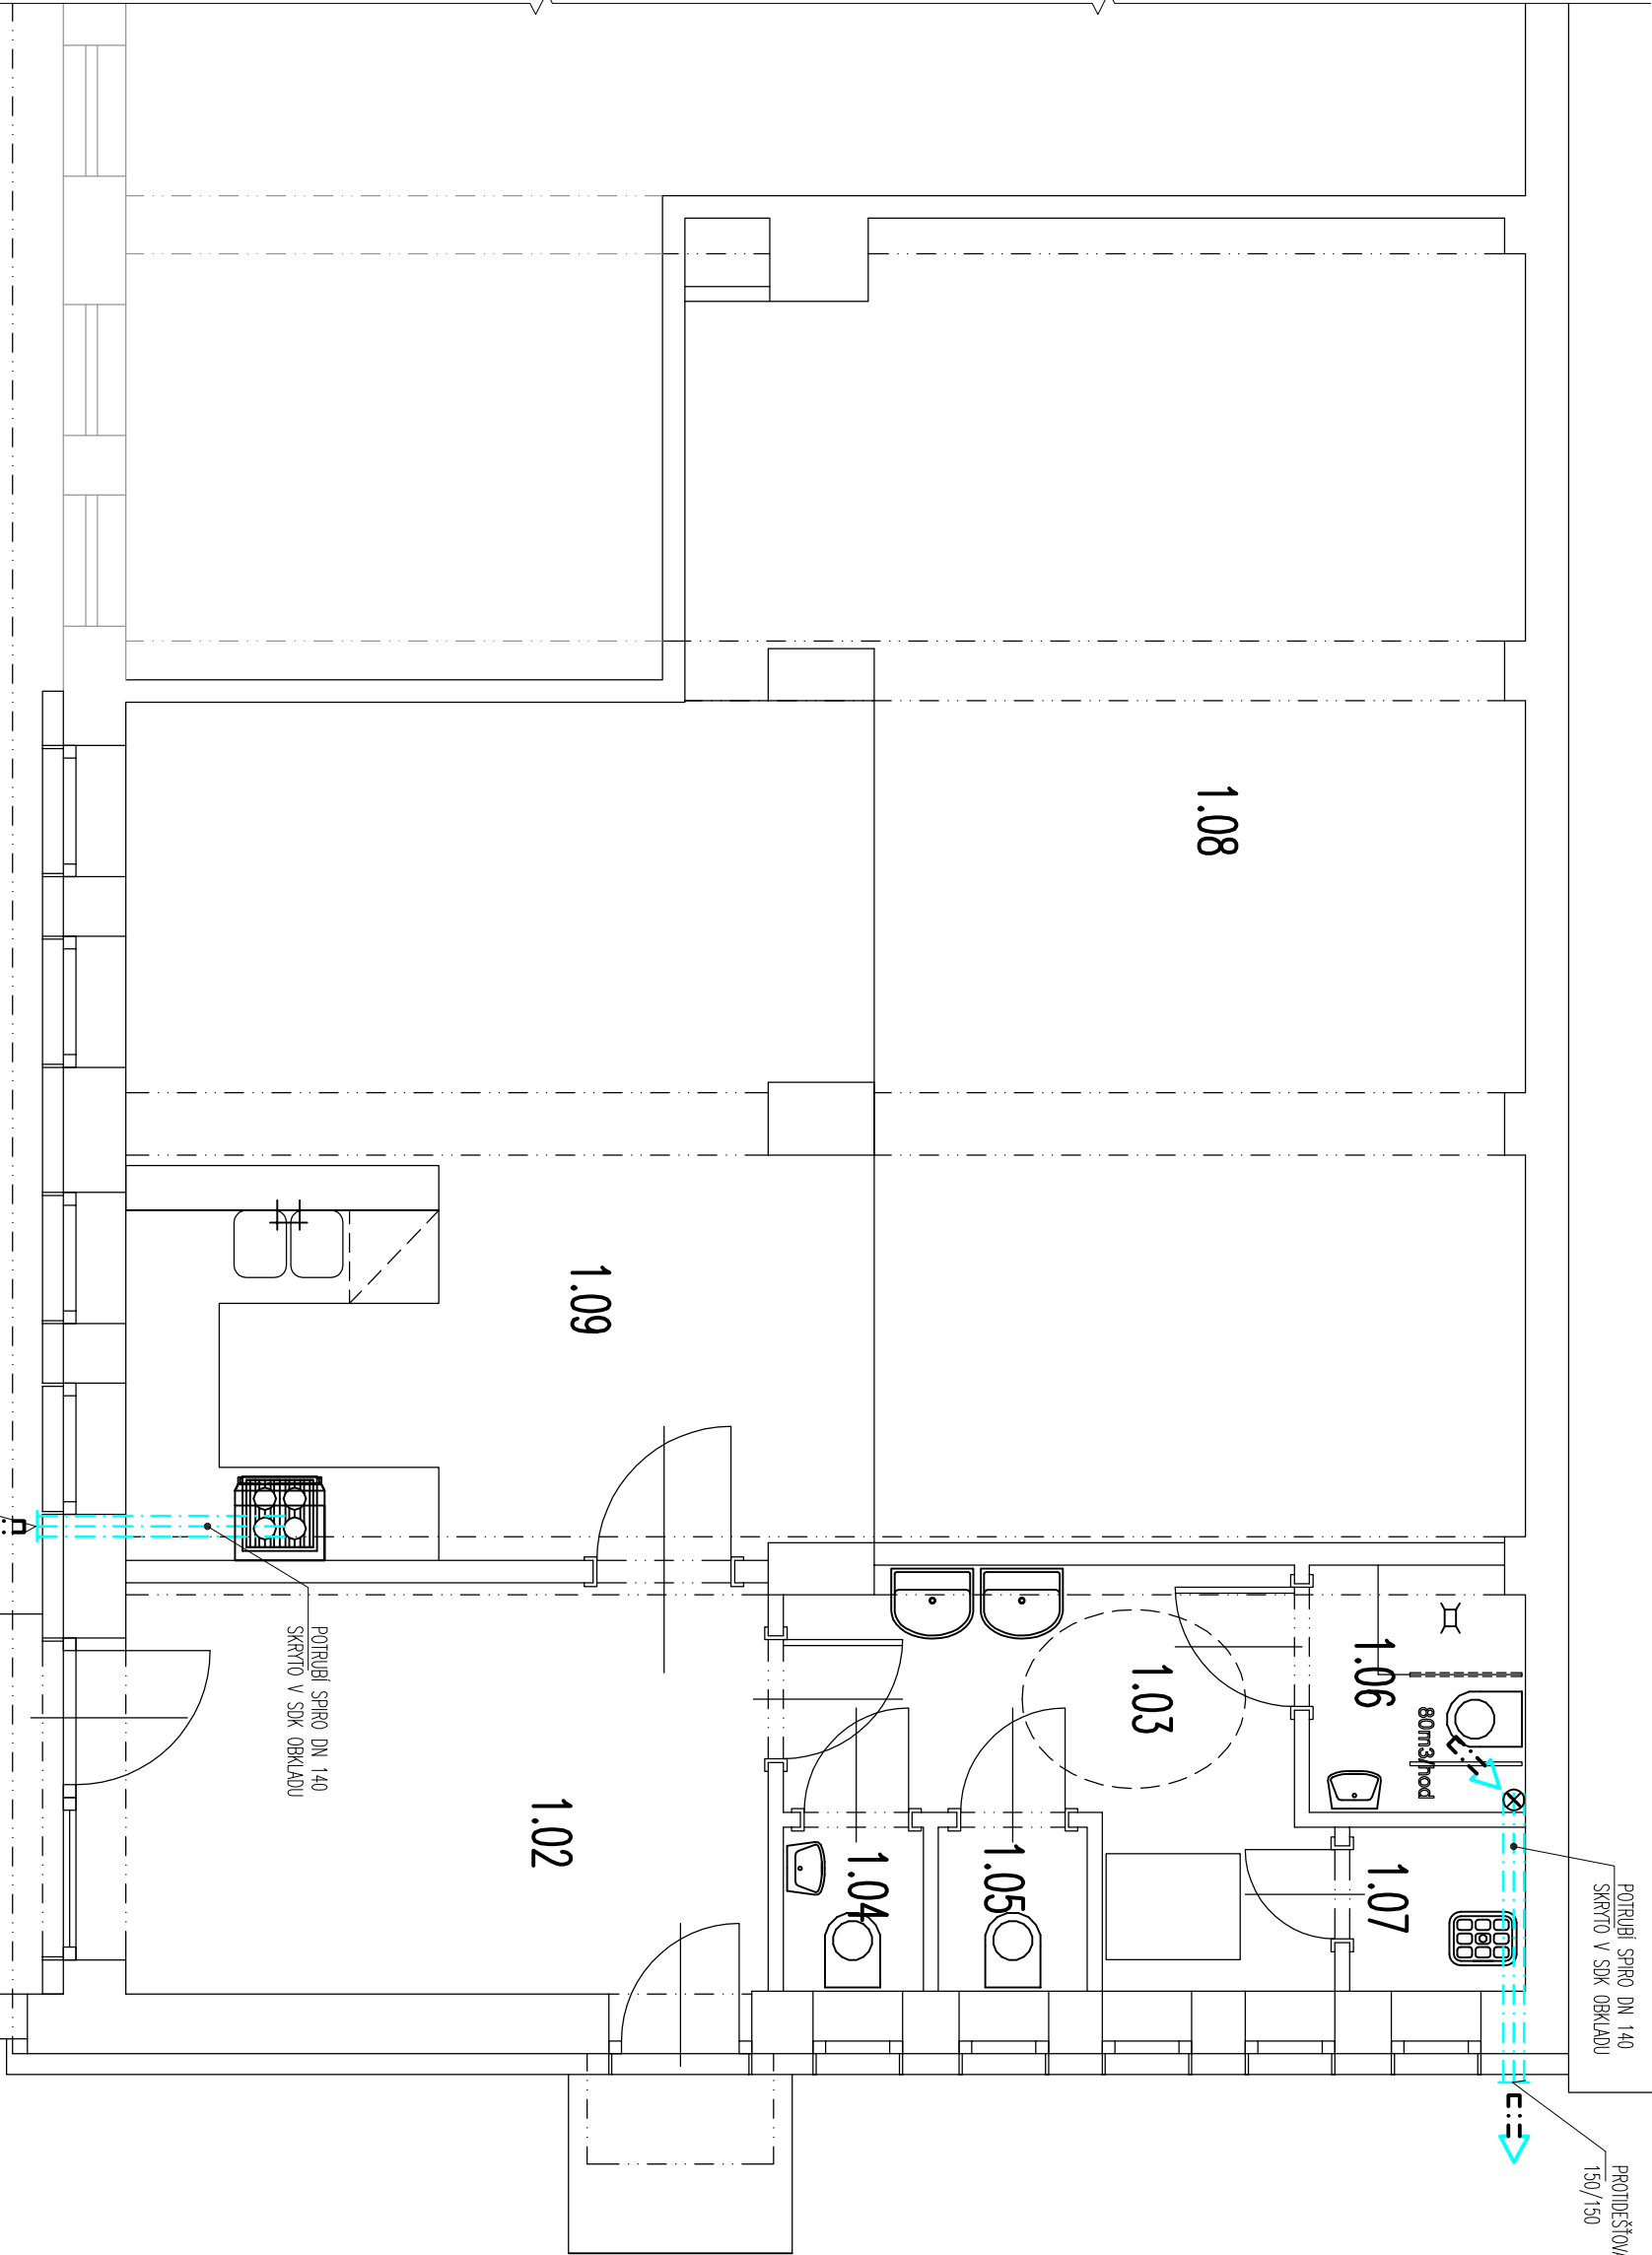 POTRUBÍ SPIRO DN 140
SKRYTO V SDK OBKLADU
PROTIDEŠŤOV
150/150
80m3/hod
1.08
1.06
1.03
1.07
1.05
1.04
1.09
1.02
POTRUBÍ SPIRO DN 140
SKRYTO V SDK OBKLADU